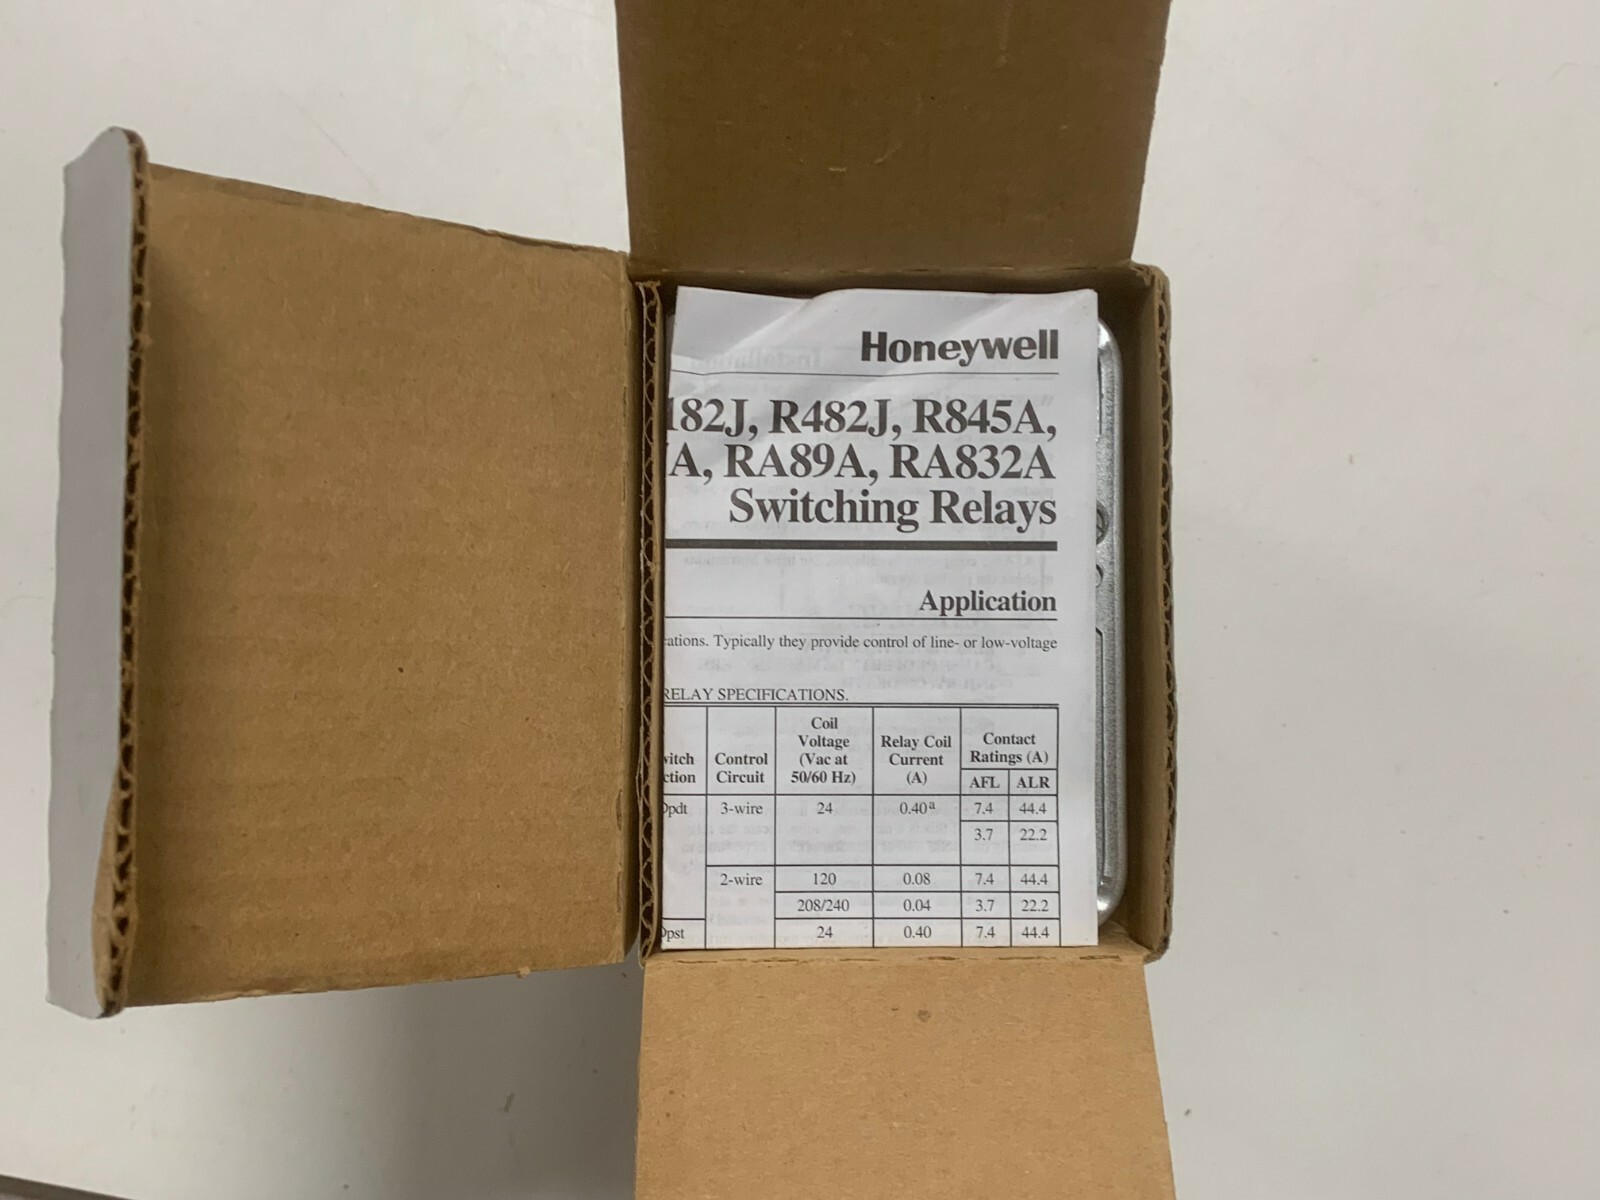 Honeywell
182J, R482J, R845A,
A, RA89A, RA832A
Switching Relays
Application
cations. Typically they provide control of line- or low-voltage
RELAY SPECIFICATIONS.
witch
ction
Control
Circuit
Coil
Voltage
(Vac at
50/60 Hz)
Relay Coil
Current
(A)
Contact
Ratings (A)
AFL ALR
Dpdt 3-wire 24 0.40a 7.4 44.4
3.7 22.2
2-wire 120 0.08 7.4 44.4
208/240 0.04 3.7 22.2
Dpst 24 0.40 7.4 44.4